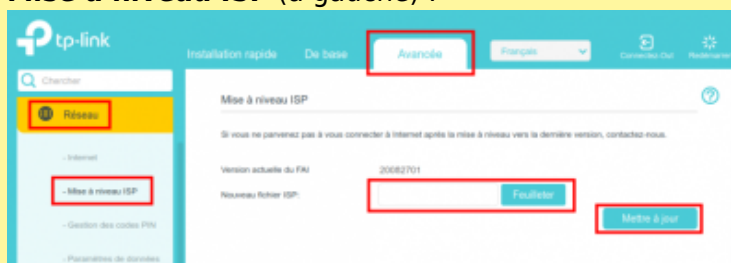 Mise à niveau ISP (à gauche) :
tp-link
Installation rapide De base Avancée Français Connectez-Out Redémarrer
Chercher
Réseau
Mise à niveau ISP
Si vous ne parvenez pas à vous connecter à Internet après la mise à niveau vers la dernière version, contactez-nous.
- Internet
Version actuelle du FAI 20082701
- Mise à niveau ISP
Nouveau fichier ISP: Feuilleter
Mettre à jour
- Gestion des codes PIN
- Paramètres de données